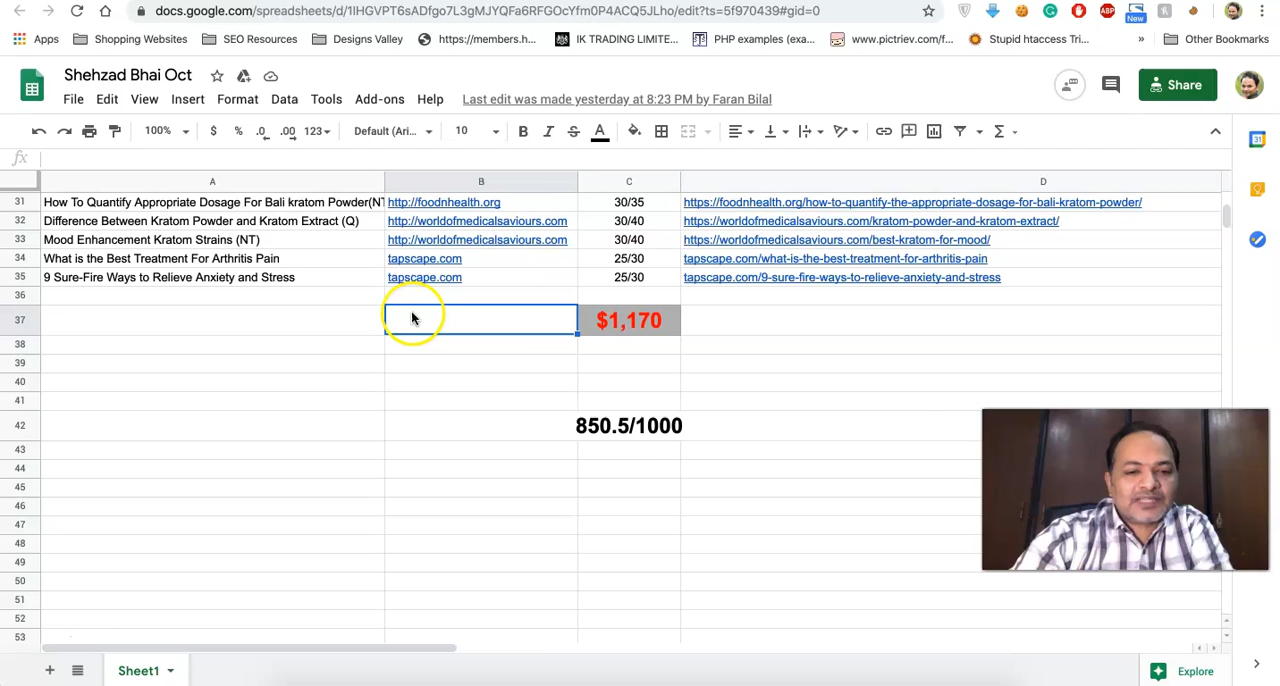 docs.google.com/spreadsheets/d/1IHGVPT6sADfgo7L3gMJYQFa6RFGOcYfm0P4ACQ5JLho/edit?ts=5f970439#gid=0
New
Apps Shopping Websites SEO Resources Designs Valley https://members.h... IK TRADING LIMITE... PHP examples (exa... www.pictriev.com/f... Stupid htaccess Tri... » Other Bookmarks
Shehzad Bhai Oct
File Edit View Insert Format Data Tools Add-ons Help Last edit was made yesterday at 8:23 PM by Faran Bilal
Share
100% $ % .0 .00 123 Default (Ari... 10 B I S A
fx
A B C D
31 How To Quantify Appropriate Dosage For Bali kratom Powder(NT http://foodnhealth.org 30/35 https://foodnhealth.org/how-to-quantify-the-appropriate-dosage-for-bali-kratom-powder/
32 Difference Between Kratom Powder and Kratom Extract (Q) http://worldofmedicalsaviours.com 30/40 https://worldofmedicalsaviours.com/kratom-powder-and-kratom-extract/
33 Mood Enhancement Kratom Strains (NT) http://worldofmedicalsaviours.com 30/40 https://worldofmedicalsaviours.com/best-kratom-for-mood/
34 What is the Best Treatment For Arthritis Pain tapscape.com 25/30 tapscape.com/what-is-the-best-treatment-for-arthritis-pain
35 9 Sure-Fire Ways to Relieve Anxiety and Stress tapscape.com 25/30 tapscape.com/9-sure-fire-ways-to-relieve-anxiety-and-stress
36
37 $1,170
38
39
40
41
42 850.5/1000
43
44
45
46
47
48
49
50
51
52
53
Sheet1
Explore